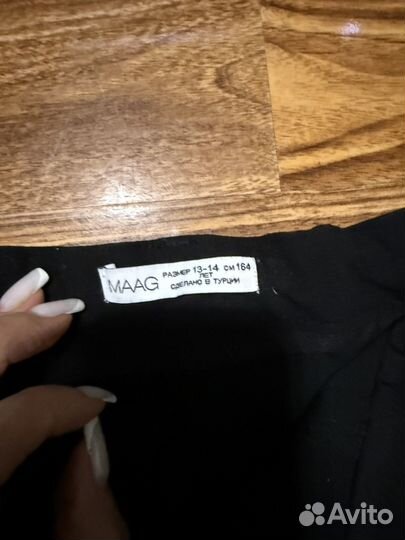 MAAG
РАЗМЕР 13-14 СМ 164
ЛЕТ
СДЕЛАНО В ТУРЦИИ
Avito